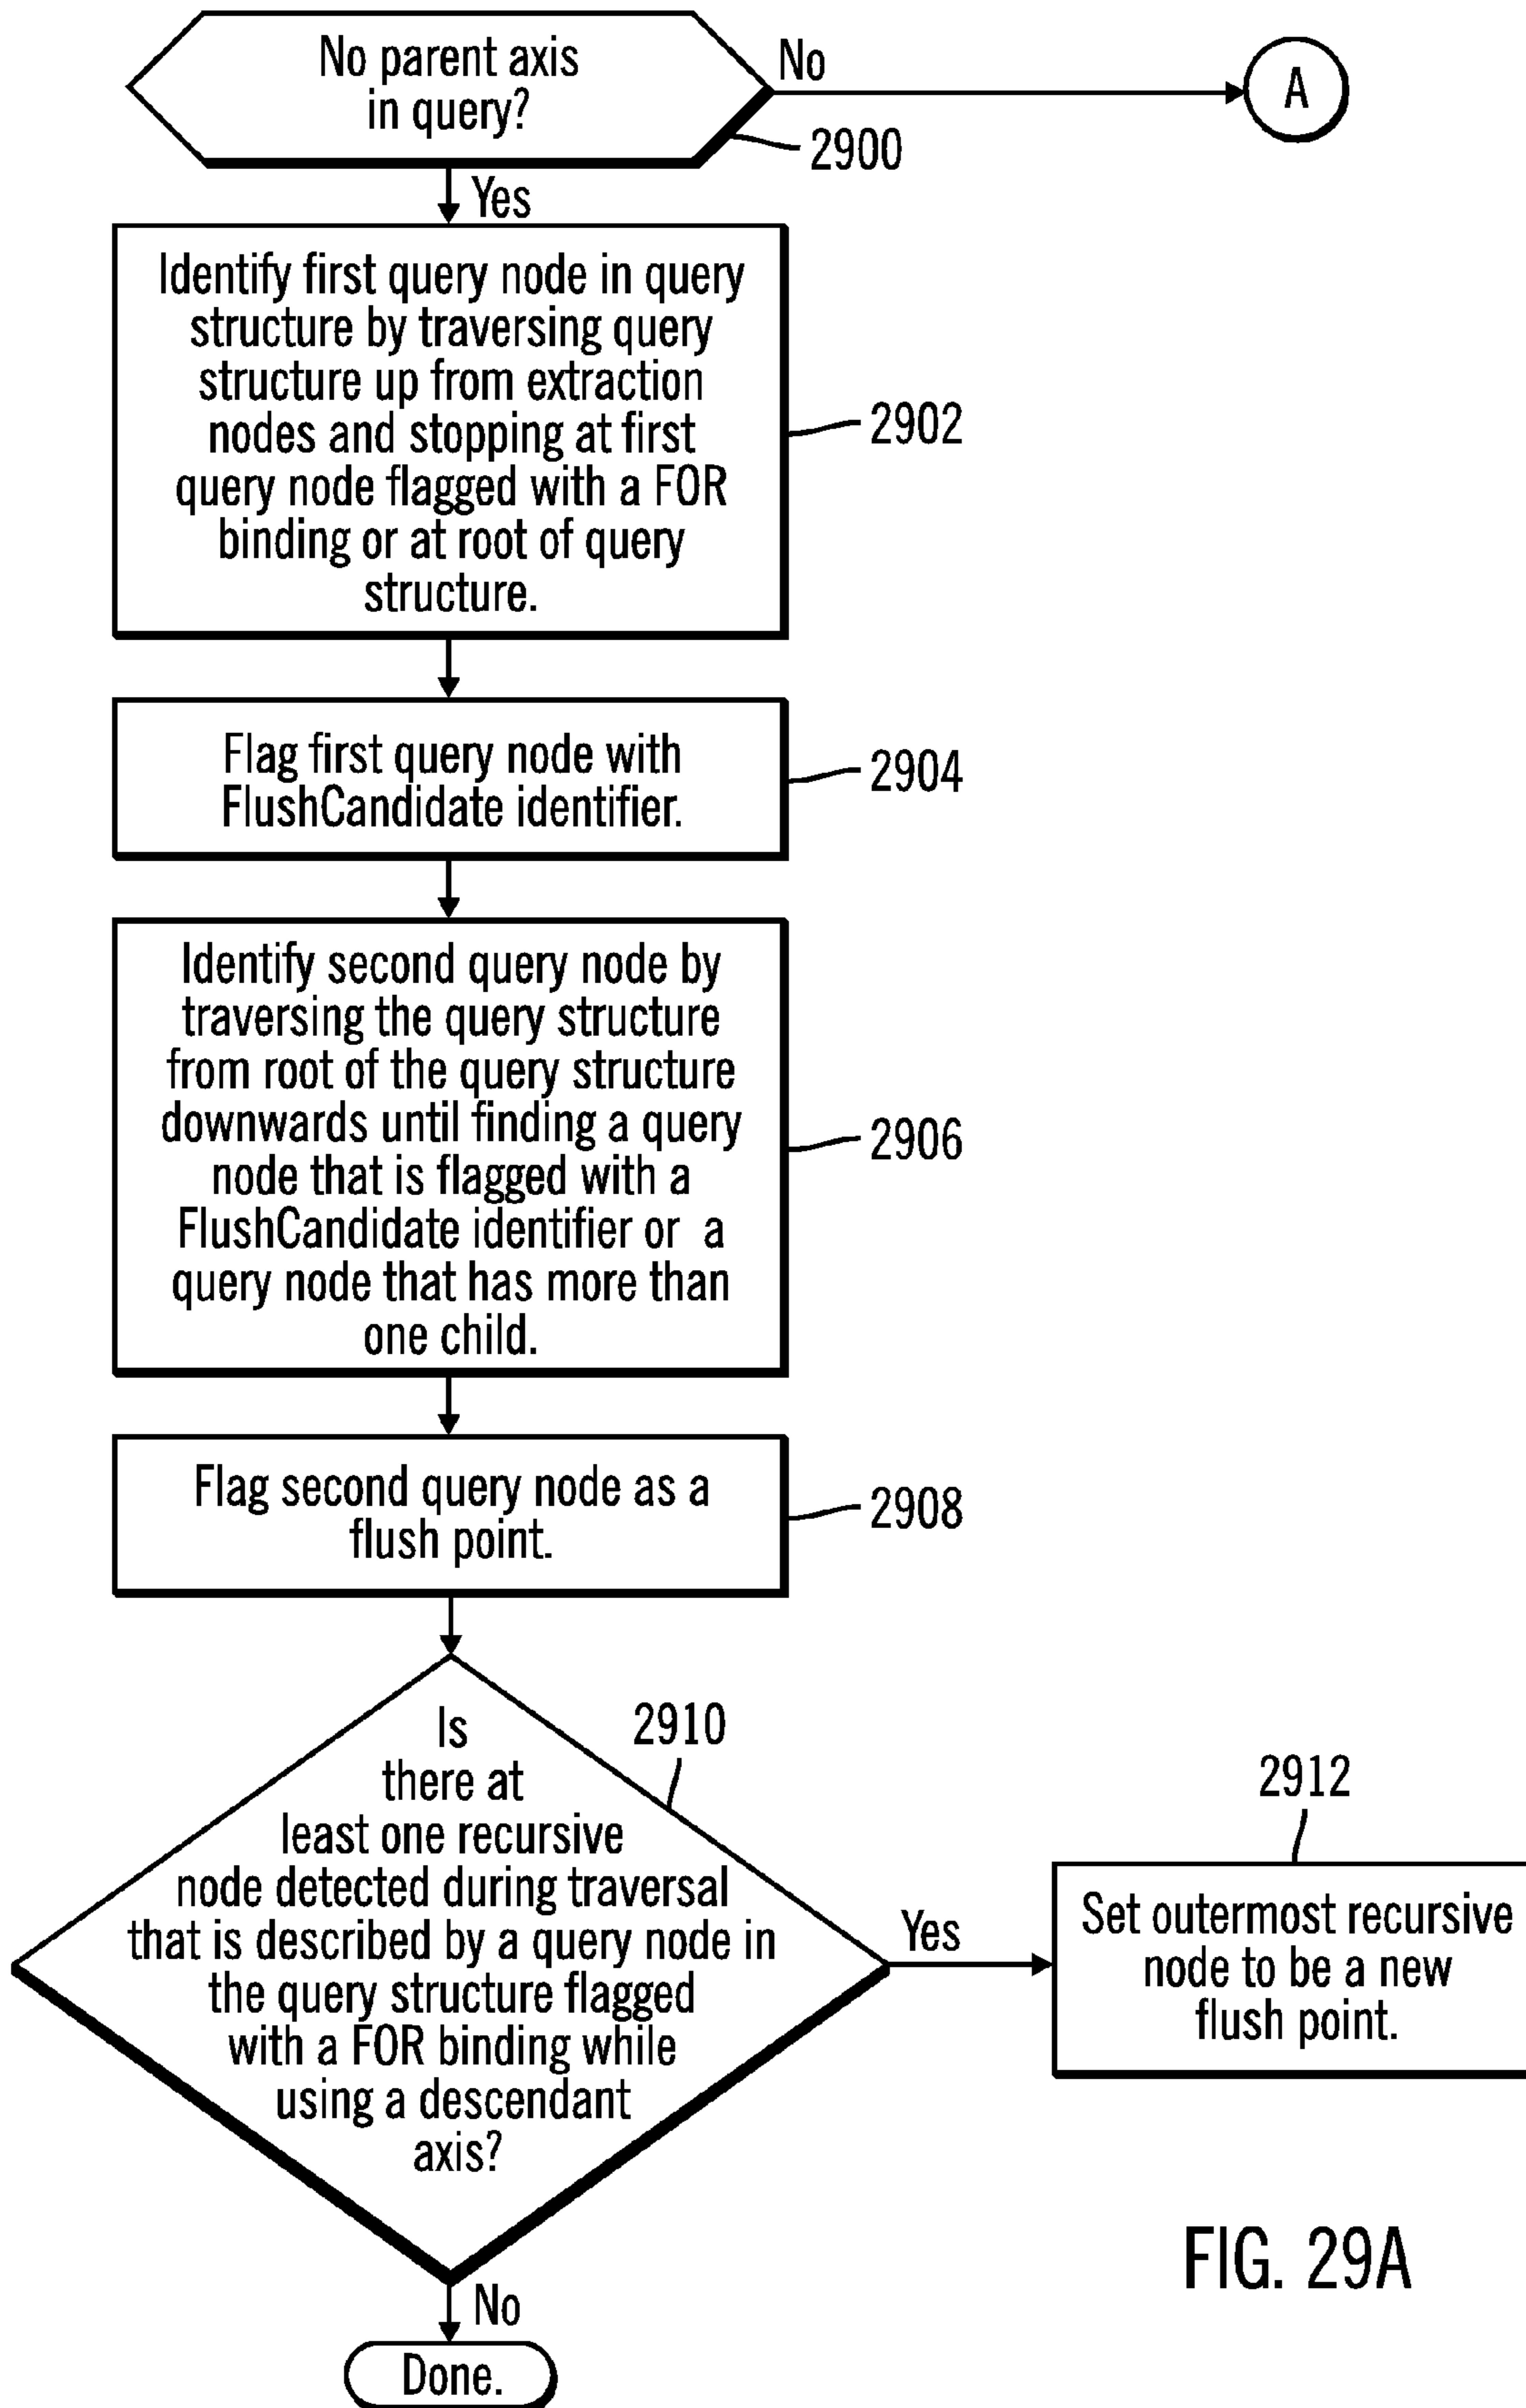 No parent axis
in query?
No
A
2900
Yes
Identify first query node in query
structure by traversing query
structure up from extraction
nodes and stopping at first
query node flagged with a FOR
binding or at root of query
structure.
2902
Flag first query node with
FlushCandidate identifier.
2904
Identify second query node by
traversing the query structure
from root of the query structure
downwards until finding a query
node that is flagged with a
FlushCandidate identifier or a
query node that has more than
one child.
2906
Flag second query node as a
flush point.
2908
Is
there at
least one recursive
node detected during traversal
that is described by a query node in
the query structure flagged
with a FOR binding while
using a descendant
axis?
2910
Yes
2912
Set outermost recursive
node to be a new
flush point.
No
Done.
FIG. 29A